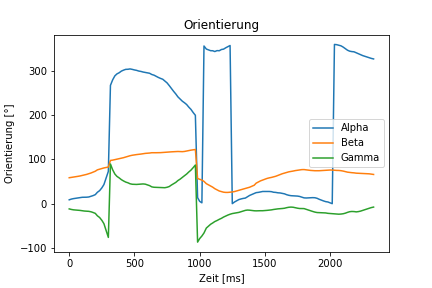 Orientierung
Orientierung [°]
300
200
100
0
−100
Alpha
Beta
Gamma
0
500
1000
1500
2000
Zeit [ms]